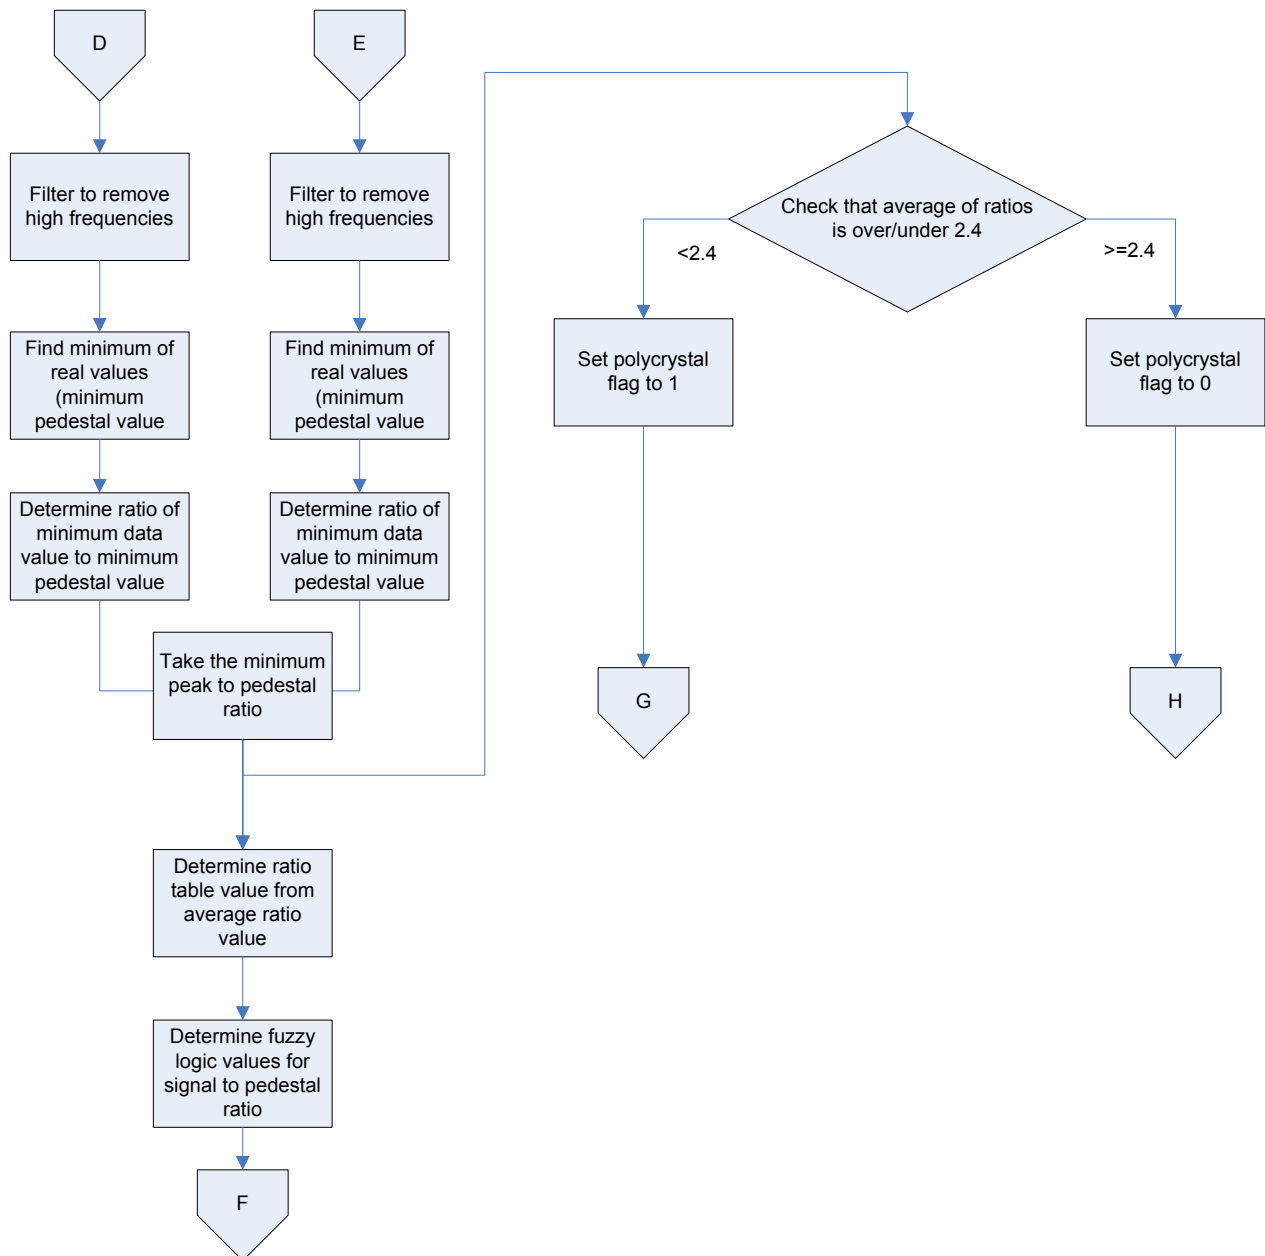 D
E
Filter to remove
high frequencies
Filter to remove
high frequencies
Check that average of ratios
is over/under 2.4
<2.4
>=2.4
Find minimum of
real values
(minimum
pedestal value
Find minimum of
real values
(minimum
pedestal value
Set polycrystal
flag to 1
Set polycrystal
flag to 0
Determine ratio of
minimum data
value to minimum
pedestal value
Determine ratio of
minimum data
value to minimum
pedestal value
Take the minimum
peak to pedestal
ratio
G
H
Determine ratio
table value from
average ratio
value
Determine fuzzy
logic values for
signal to pedestal
ratio
F